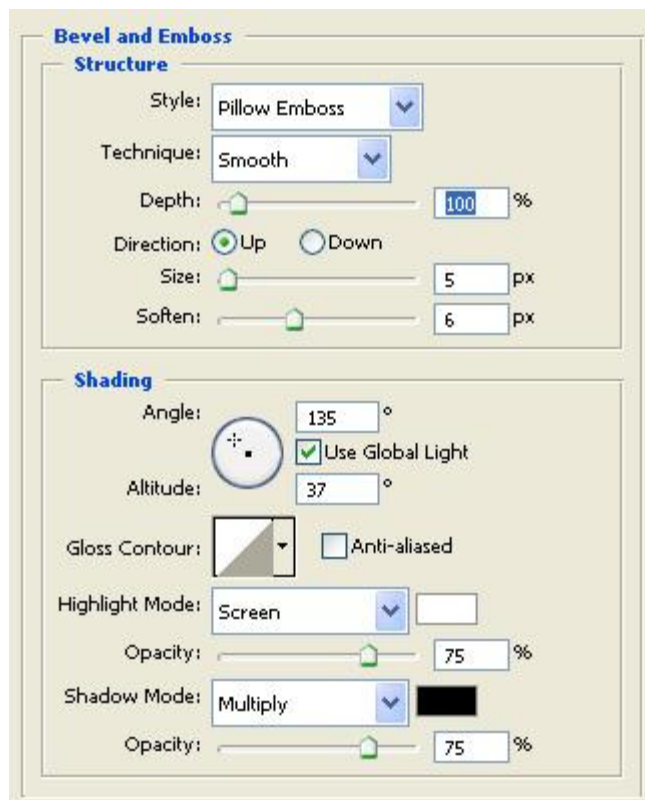 Bevel and Emboss
Structure
Style: Pillow Emboss
Technique: Smooth
Depth: 100 %
Direction: Up Down
Size: 5 px
Soften: 6 px
Shading
Angle: 135 °
Use Global Light
Altitude: 37 °
Gloss Contour: Anti-aliased
Highlight Mode: Screen
Opacity: 75 %
Shadow Mode: Multiply
Opacity: 75 %